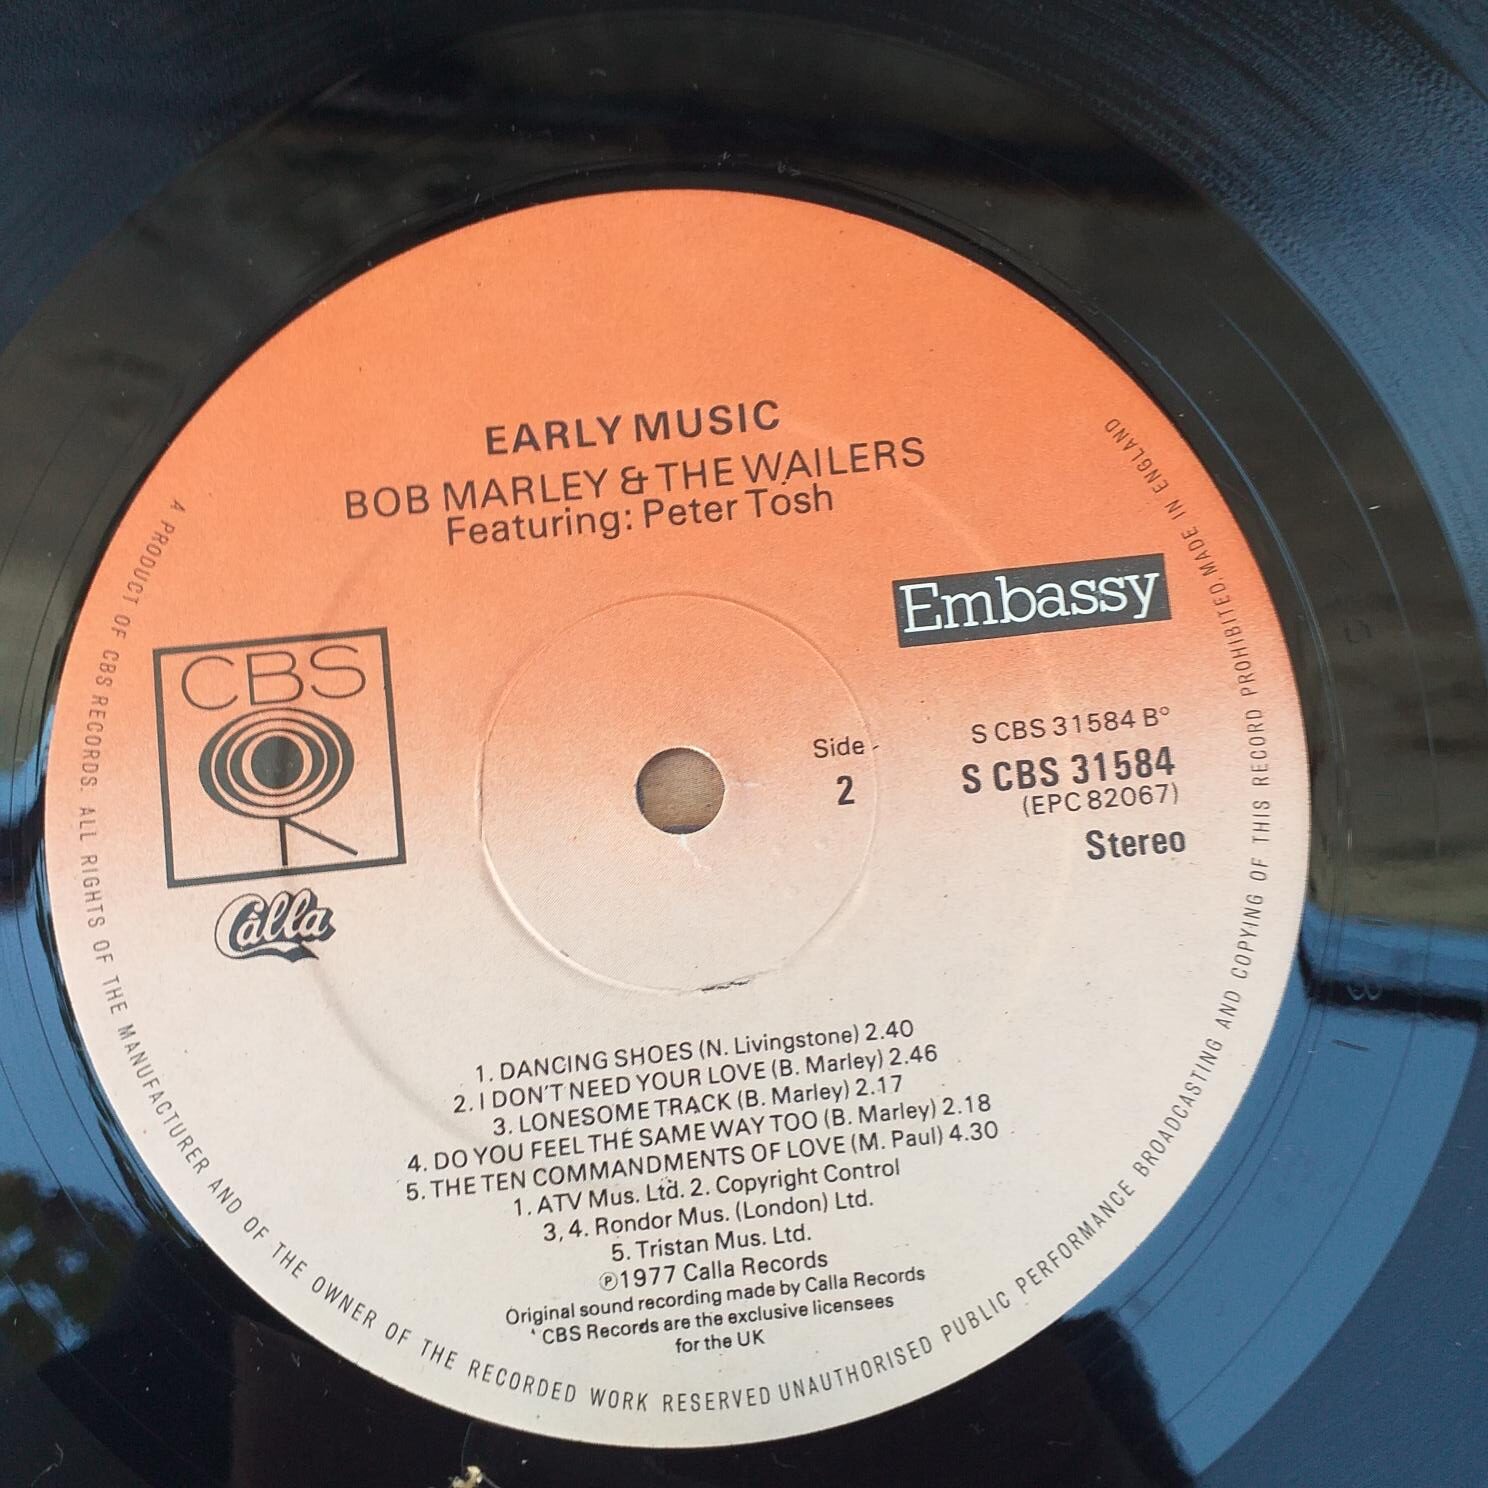 EARLY MUSIC
BOB MARLEY & THE WAILERS
Featuring: Peter Tosh
Embassy
CBS
Calla
Side
2
S CBS 31584 B°
S CBS 31584
(EPC 82067)
Stereo
1. DANCING SHOES (N. Livingstone) 2.40
2. I DON'T NEED YOUR LOVE (B. Marley) 2.46
3. LONESOME TRACK (B. Marley) 2.17
4. DO YOU FEEL THE SAME WAY TOO (B. Marley) 2.18
5. THE TEN COMMANDMENTS OF LOVE (M. Paul) 4.30
1. ATV Mus. Ltd. 2. Copyright Control
3, 4. Rondor Mus. (London) Ltd.
5. Tristan Mus. Ltd.
℗1977 Calla Records
Original sound recording made by Calla Records
CBS Records are the exclusive licensees
for the UK
A PRODUCT OF CBS RECORDS. ALL RIGHTS OF THE MANUFACTURER AND OF THE OWNER OF THE RECORDED WORK RESERVED UNAUTHORISED PUBLIC PERFORMANCE BROADCASTING AND COPYING OF THIS RECORD PROHIBITED. MADE IN ENGLAND